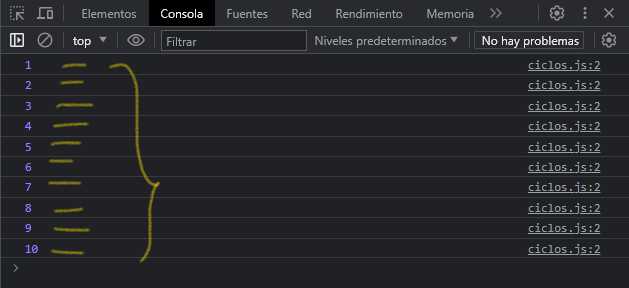 Elementos Consola Fuentes Red Rendimiento Memoria
top Filtrar Niveles predeterminados No hay problemas
1 ciclos.js:2
2 ciclos.js:2
3 ciclos.js:2
4 ciclos.js:2
5 ciclos.js:2
6 ciclos.js:2
7 ciclos.js:2
8 ciclos.js:2
9 ciclos.js:2
10 ciclos.js:2